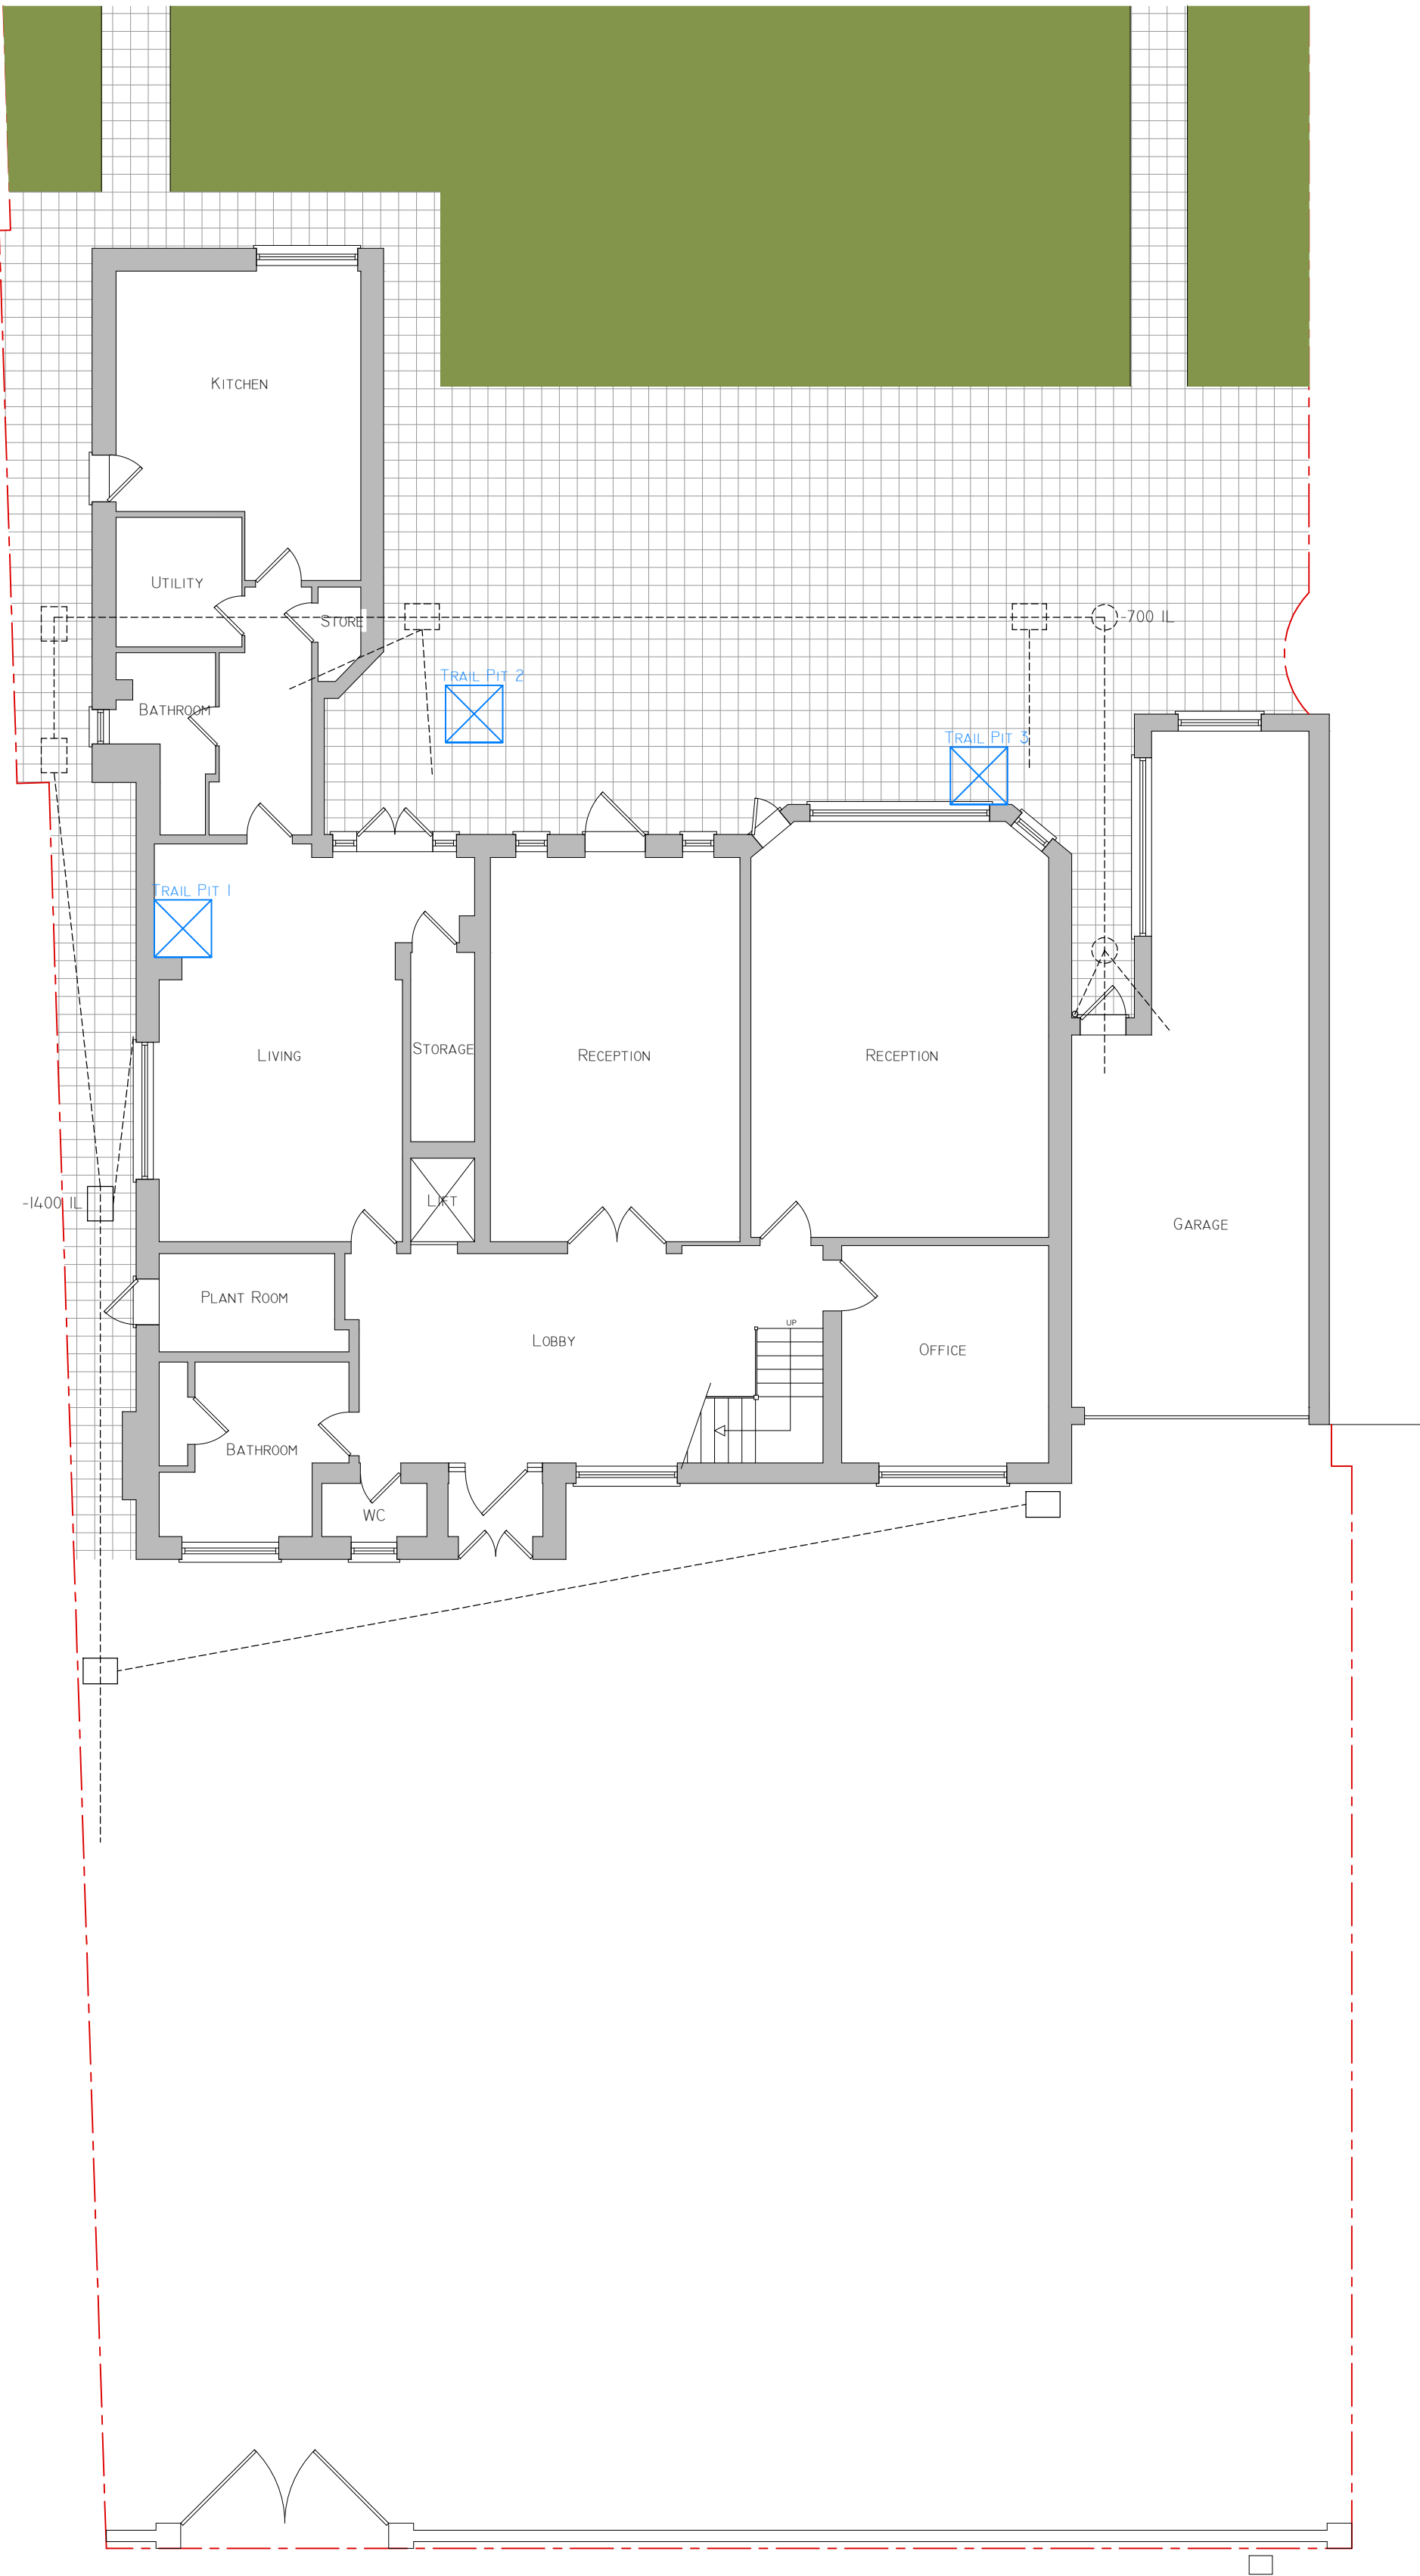 Kitchen
Utility
Store
-700 IL
Trail Pit 2
Bathroom
Trail Pit 3
Trail Pit 1
Storage
Living
Reception
Reception
-1400 IL
Lift
Garage
Plant Room
UP
Lobby
Office
Bathroom
WC